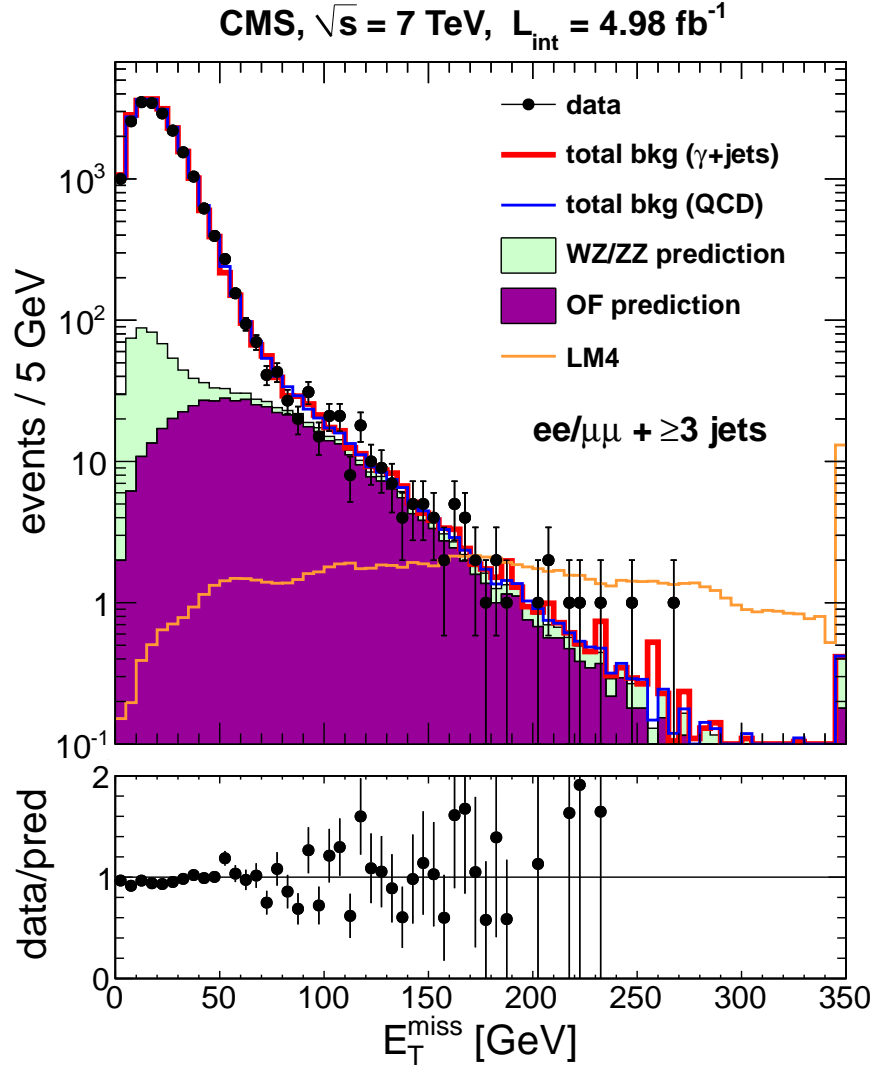 CMS, √s = 7 TeV, L_int = 4.98 fb⁻¹
events / 5 GeV
10³
10²
10
1
10⁻¹
data
total bkg (γ+jets)
total bkg (QCD)
WZ/ZZ prediction
OF prediction
LM4
ee/μμ + ≥3 jets
data/pred
2
1
0
0 50 100 150 200 250 300 350
E_T^miss [GeV]